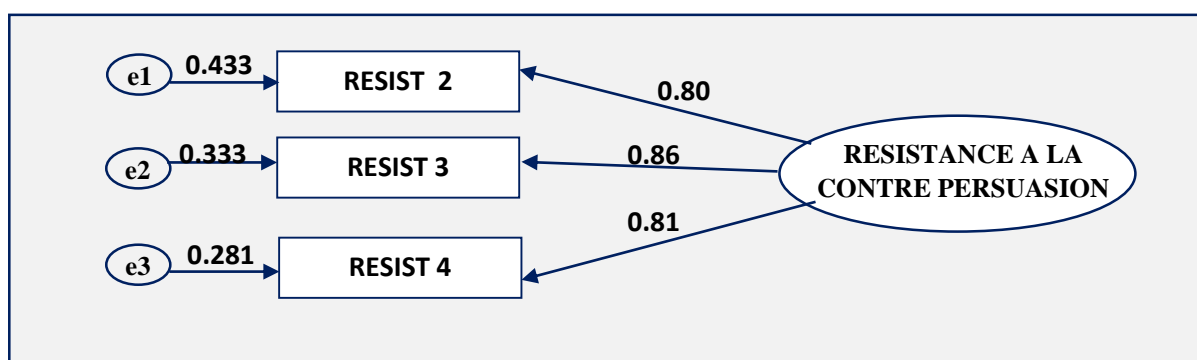 e1
0.433
RESIST 2
0.80
e2
0.333
RESIST 3
0.86
RESISTANCE A LA
CONTRE PERSUASION
e3
0.281
RESIST 4
0.81